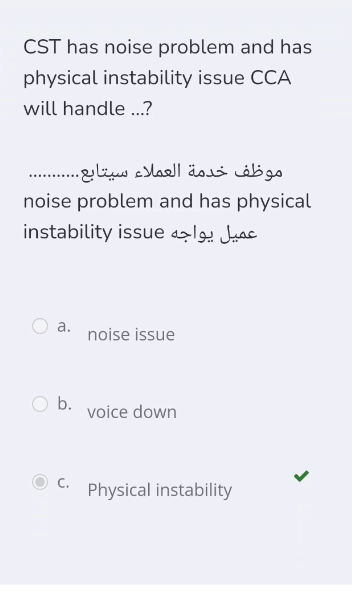 CST has noise problem and has
physical instability issue CCA
will handle ...?
موظف خدمة العملاء سيتابع...........
noise problem and has physical
instability issue عميل يواجه
a. noise issue
b. voice down
c. Physical instability